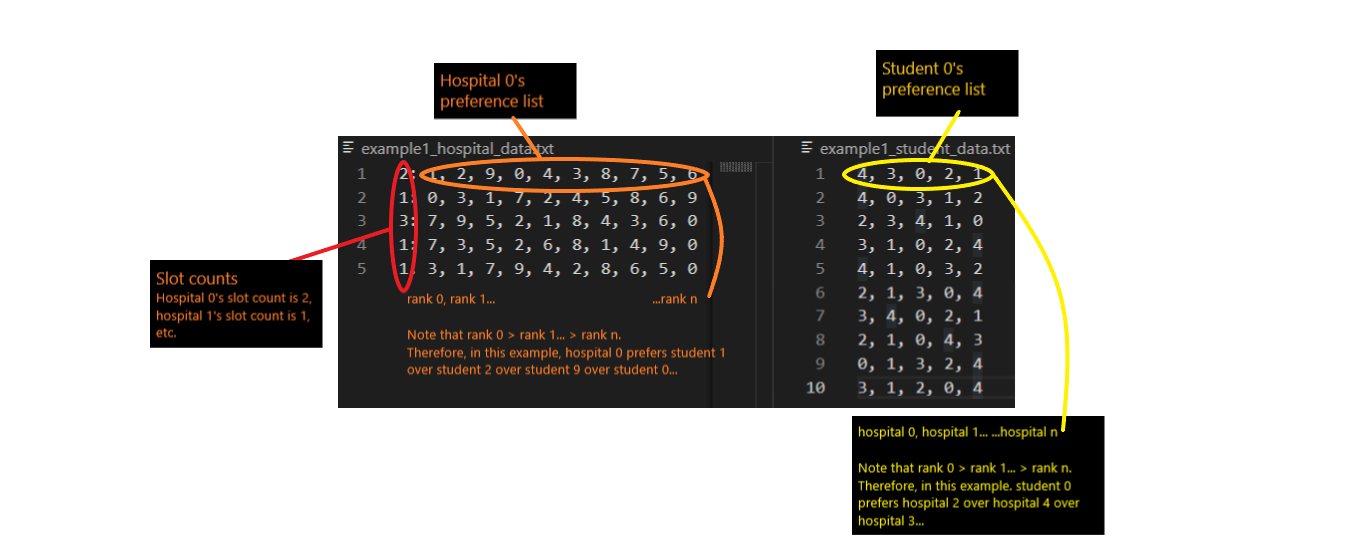 Hospital 0's
preference list
Student 0's
preference list
example1_hospital_data.txt
1 2: 1, 2, 9, 0, 4, 3, 8, 7, 5, 6
2 1: 0, 3, 1, 7, 2, 4, 5, 8, 6, 9
3 3: 7, 9, 5, 2, 1, 8, 4, 3, 6, 0
4 1: 7, 3, 5, 2, 6, 8, 1, 4, 9, 0
5 1: 3, 1, 7, 9, 4, 2, 8, 6, 5, 0
rank 0, rank 1... ...rank n
Note that rank 0 > rank 1... > rank n.
Therefore, in this example, hospital 0 prefers student 1
over student 2 over student 9 over student 0...
Slot counts
Hospital 0's slot count is 2,
hospital 1's slot count is 1,
etc.
example1_student_data.txt
1 4, 3, 0, 2, 1
2 4, 0, 3, 1, 2
3 2, 3, 4, 1, 0
4 3, 1, 0, 2, 4
5 4, 1, 0, 3, 2
6 2, 1, 3, 0, 4
7 3, 4, 0, 2, 1
8 2, 1, 0, 4, 3
9 0, 1, 3, 2, 4
10 3, 1, 2, 0, 4
hospital 0, hospital 1... ...hospital n
Note that rank 0 > rank 1... > rank n.
Therefore, in this example. student 0
prefers hospital 2 over hospital 4 over
hospital 3...